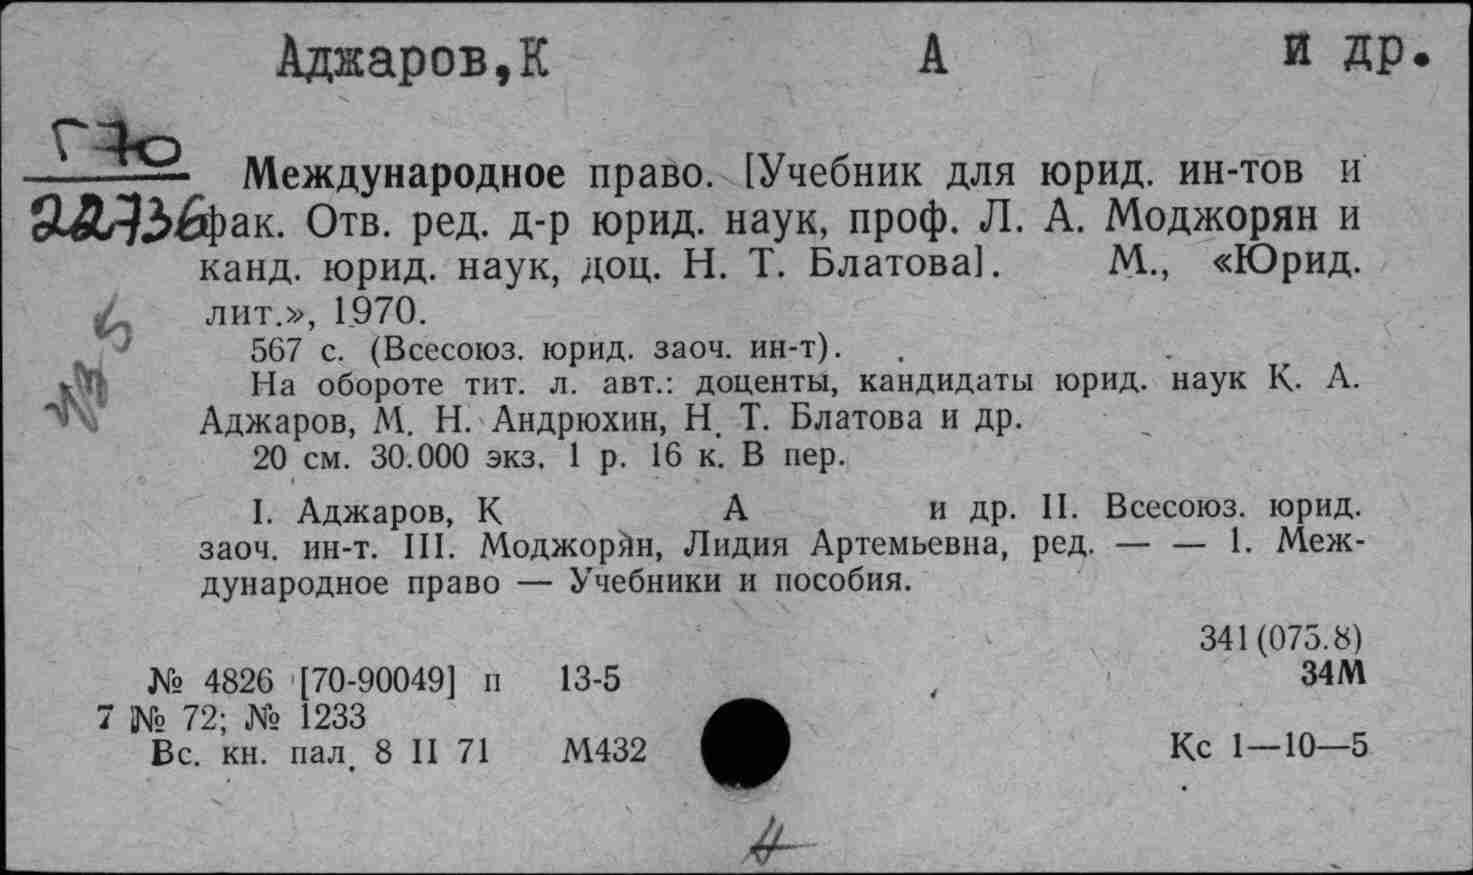 Аджаров,К А и др.
Г 70
Международное право. [Учебник для юрид. ин-тов и
фак. Отв. ред. д-р юрид. наук, проф. Л. А. Моджорян и
канд. юрид. наук, доц. Н. Т. Блатова]. М., «Юрид.
лит.», 1970.
567 с. (Всесоюз. юрид. заоч. ин-т).
На обороте тит. л. авт.: доценты, кандидаты юрид. наук К. А.
Аджаров, М. Н. Андрюхин, Н. Т. Блатова и др.
20 см. 30.000 экз. 1 р. 16 к. В пер.
I. Аджаров, К А и др. II. Всесоюз. юрид.
заоч. ин-т. III. Моджорян, Лидия Артемьевна, ред. — — 1. Меж-
дународное право — Учебники и пособия.
341(075.8)
№ 4826 [70-90049] п 13-5 34М
7 № 72; № 1233
Вс. кн. пал. 8 II 71 М432 Кс 1—10—5